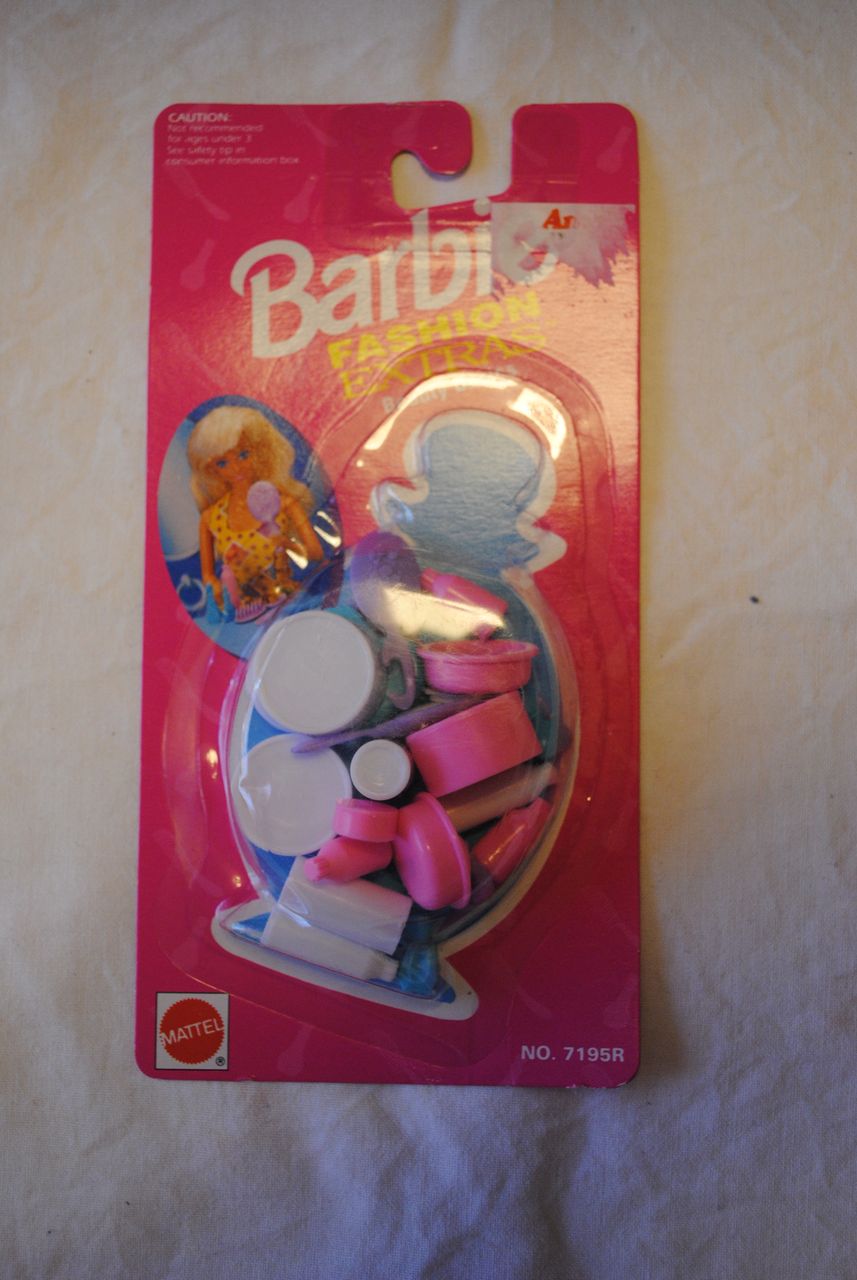 CAUTION:
Not recommended
for ages under 3
See safety tip in
consumer information box
Ar
Barbie
FASHION
EXTRAS
MATTEL
®
NO. 7195R